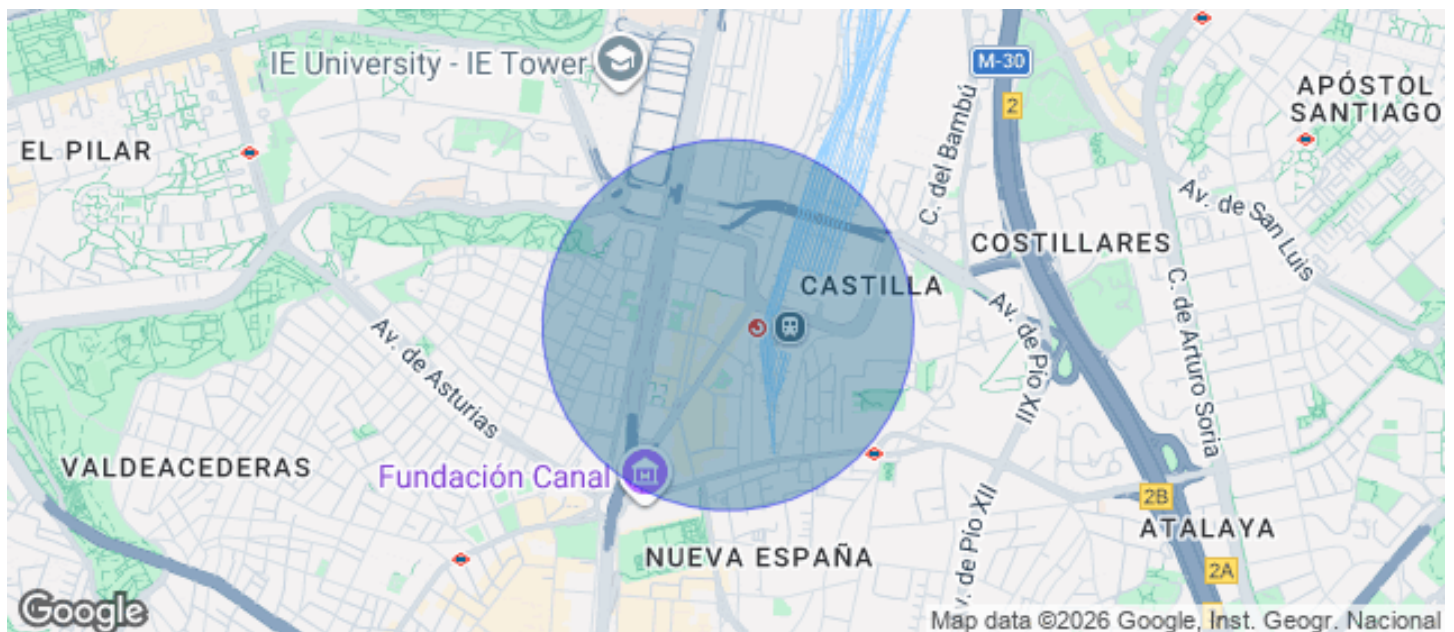 IE University - IE Tower
M-30
2
APÓSTOL
SANTIAGO
EL PILAR
C. del Bambú
Av. de San Luis
COSTILLARES
CASTILLA
C. de Arturo Soria
Av. de Pío XII
Av. de Asturias
VALDEACEDERAS
Fundación Canal
2B
ATALAYA
NUEVA ESPAÑA
v. de Pío XII
2A
Google
Map data ©2026 Google, Inst. Geogr. Nacional